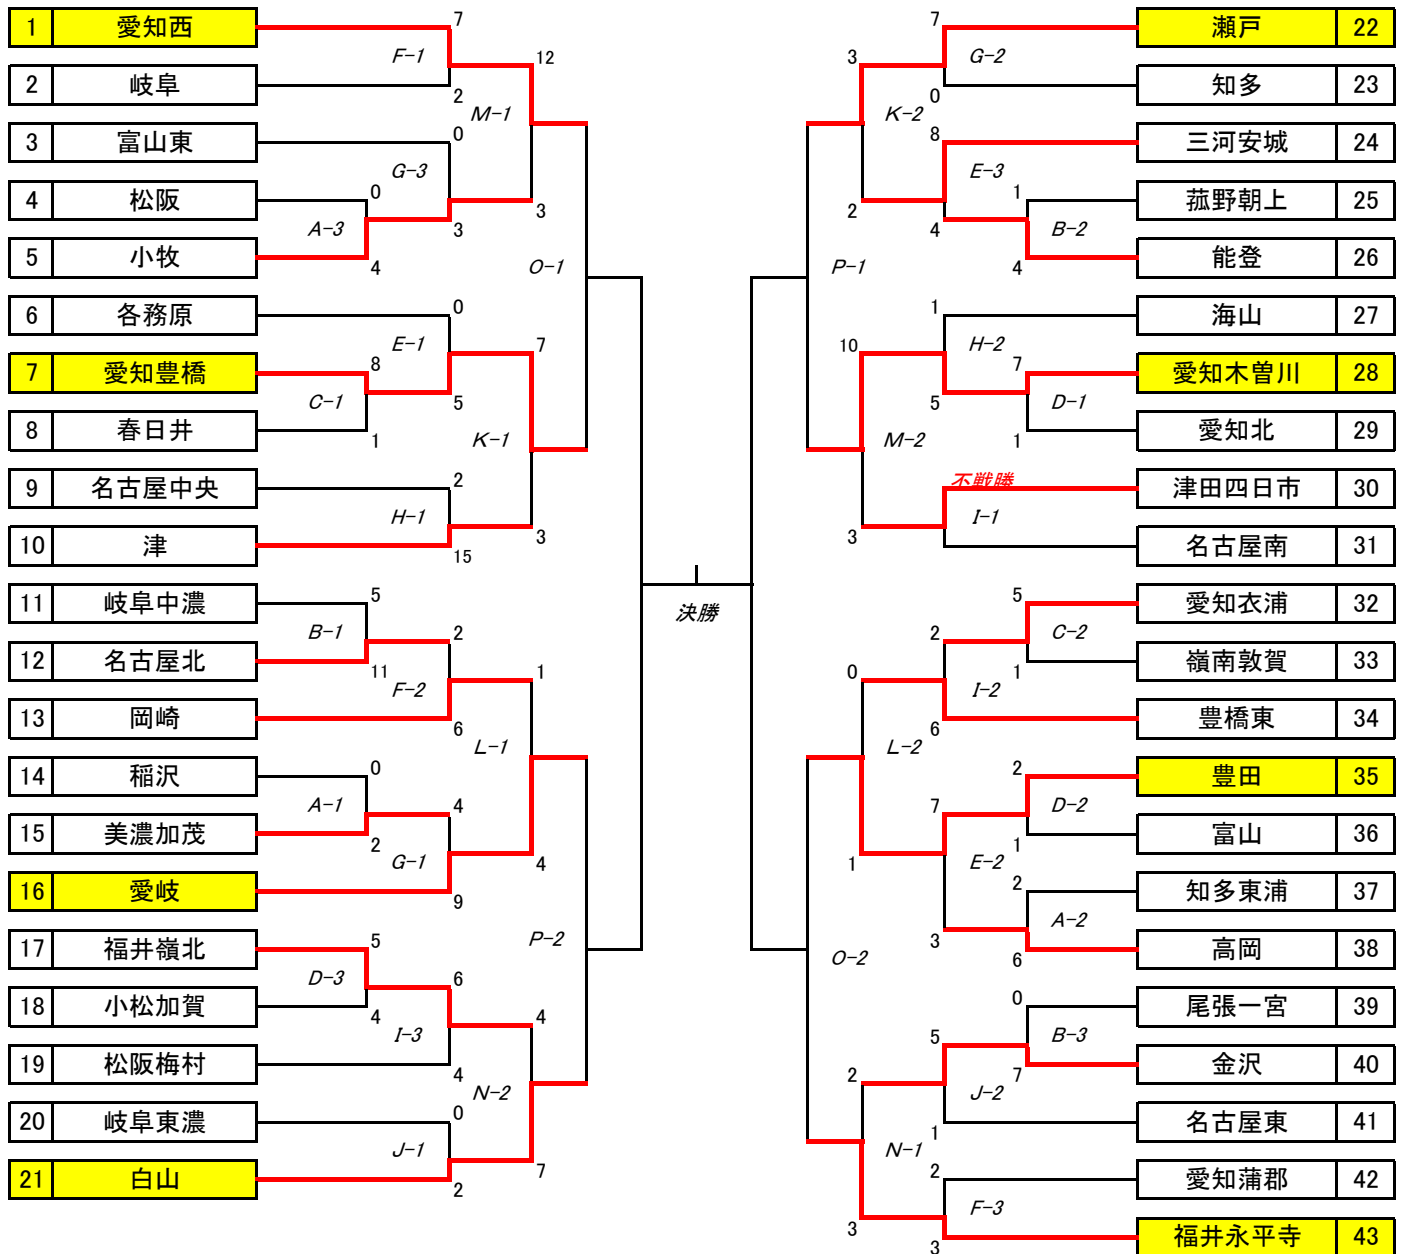 1 愛知西
2 岐阜
3 富山東
4 松阪
5 小牧
6 各務原
7 愛知豊橋
8 春日井
9 名古屋中央
10 津
11 岐阜中濃
12 名古屋北
13 岡崎
14 稲沢
15 美濃加茂
16 愛岐
17 福井嶺北
18 小松加賀
19 松阪梅村
20 岐阜東濃
21 白山
7
F-1
2
12
M-1
0
G-3
3
0
A-3
4
3
O-1
0
E-1
5
8
C-1
1
7
K-1
2
H-1
15
3
5
B-1
11
2
F-2
6
1
L-1
0
A-1
2
4
G-1
9
4
P-2
5
D-3
4
6
I-3
4
4
N-2
0
J-1
2
7
決勝
7
G-2
0
3
K-2
8
E-3
4
1
B-2
4
2
P-1
1
H-2
5
7
D-1
1
10
M-2
不戦勝
I-1
3
5
C-2
1
2
I-2
6
0
L-2
2
D-2
1
7
E-2
3
2
A-2
6
1
O-2
0
B-3
7
5
J-2
1
2
N-1
2
F-3
3
3
瀬戸 22
知多 23
三河安城 24
菰野朝上 25
能登 26
海山 27
愛知木曽川 28
愛知北 29
津田四日市 30
名古屋南 31
愛知衣浦 32
嶺南敦賀 33
豊橋東 34
豊田 35
富山 36
知多東浦 37
高岡 38
尾張一宮 39
金沢 40
名古屋東 41
愛知蒲郡 42
福井永平寺 43